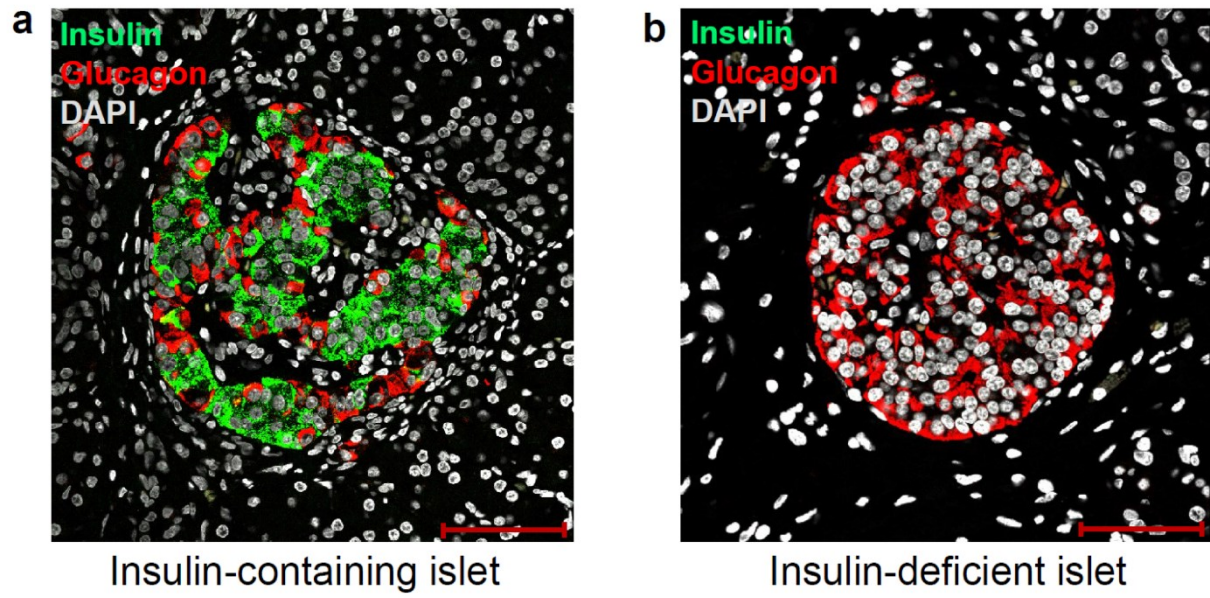 a
Insulin
Glucagon
DAPI
Insulin-containing islet
b
Insulin
Glucagon
DAPI
Insulin-deficient islet